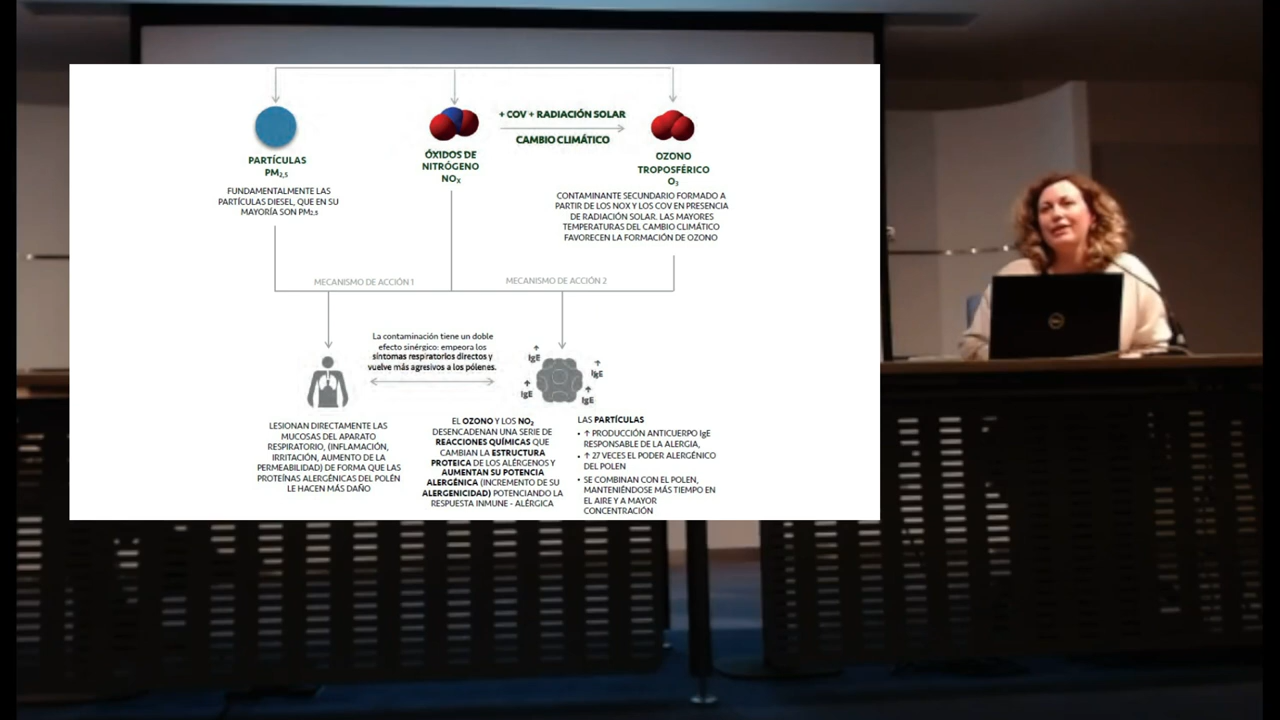 + COV + RADIACIÓN SOLAR
CAMBIO CLIMÁTICO
PARTÍCULAS
PM2,5
FUNDAMENTALMENTE LAS
PARTÍCULAS DIESEL, QUE EN SU
MAYORÍA SON PM2,5
ÓXIDOS DE
NITRÓGENO
NOX
OZONO
TROPOSFÉRICO
O3
CONTAMINANTE SECUNDARIO FORMADO A
PARTIR DE LOS NOX Y LOS COV EN PRESENCIA
DE RADIACIÓN SOLAR. LAS MAYORES
TEMPERATURAS DEL CAMBIO CLIMÁTICO
FAVORECEN LA FORMACIÓN DE OZONO
MECANISMO DE ACCIÓN 1
MECANISMO DE ACCIÓN 2
La contaminación tiene un doble
efecto sinérgico: empeora los
síntomas respiratorios directos y
vuelve más agresivos a los pólenes.
↑
IgE
↑
IgE
↑
IgE
↑
IgE
LESIONAN DIRECTAMENTE LAS
MUCOSAS DEL APARATO
RESPIRATORIO, (INFLAMACIÓN,
IRRITACIÓN, AUMENTO DE LA
PERMEABILIDAD) DE FORMA QUE LAS
PROTEÍNAS ALERGÉNICAS DEL POLÉN
LE HACEN MÁS DAÑO
EL OZONO Y LOS NO2
DESENCADENAN UNA SERIE DE
REACCIONES QUÍMICAS QUE
CAMBIAN LA ESTRUCTURA
PROTEICA DE LOS ALÉRGENOS Y
AUMENTAN SU POTENCIA
ALERGÉNICA (INCREMENTO DE SU
ALERGENICIDAD) POTENCIANDO LA
RESPUESTA INMUNE - ALÉRGICA
LAS PARTÍCULAS
• ↑ PRODUCCIÓN ANTICUERPO IgE
RESPONSABLE DE LA ALERGIA,
• ↑ 27 VECES EL PODER ALERGÉNICO
DEL POLEN
• SE COMBINAN CON EL POLEN,
MANTENIÉNDOSE MÁS TIEMPO EN
EL AIRE Y A MAYOR
CONCENTRACIÓN
DELL